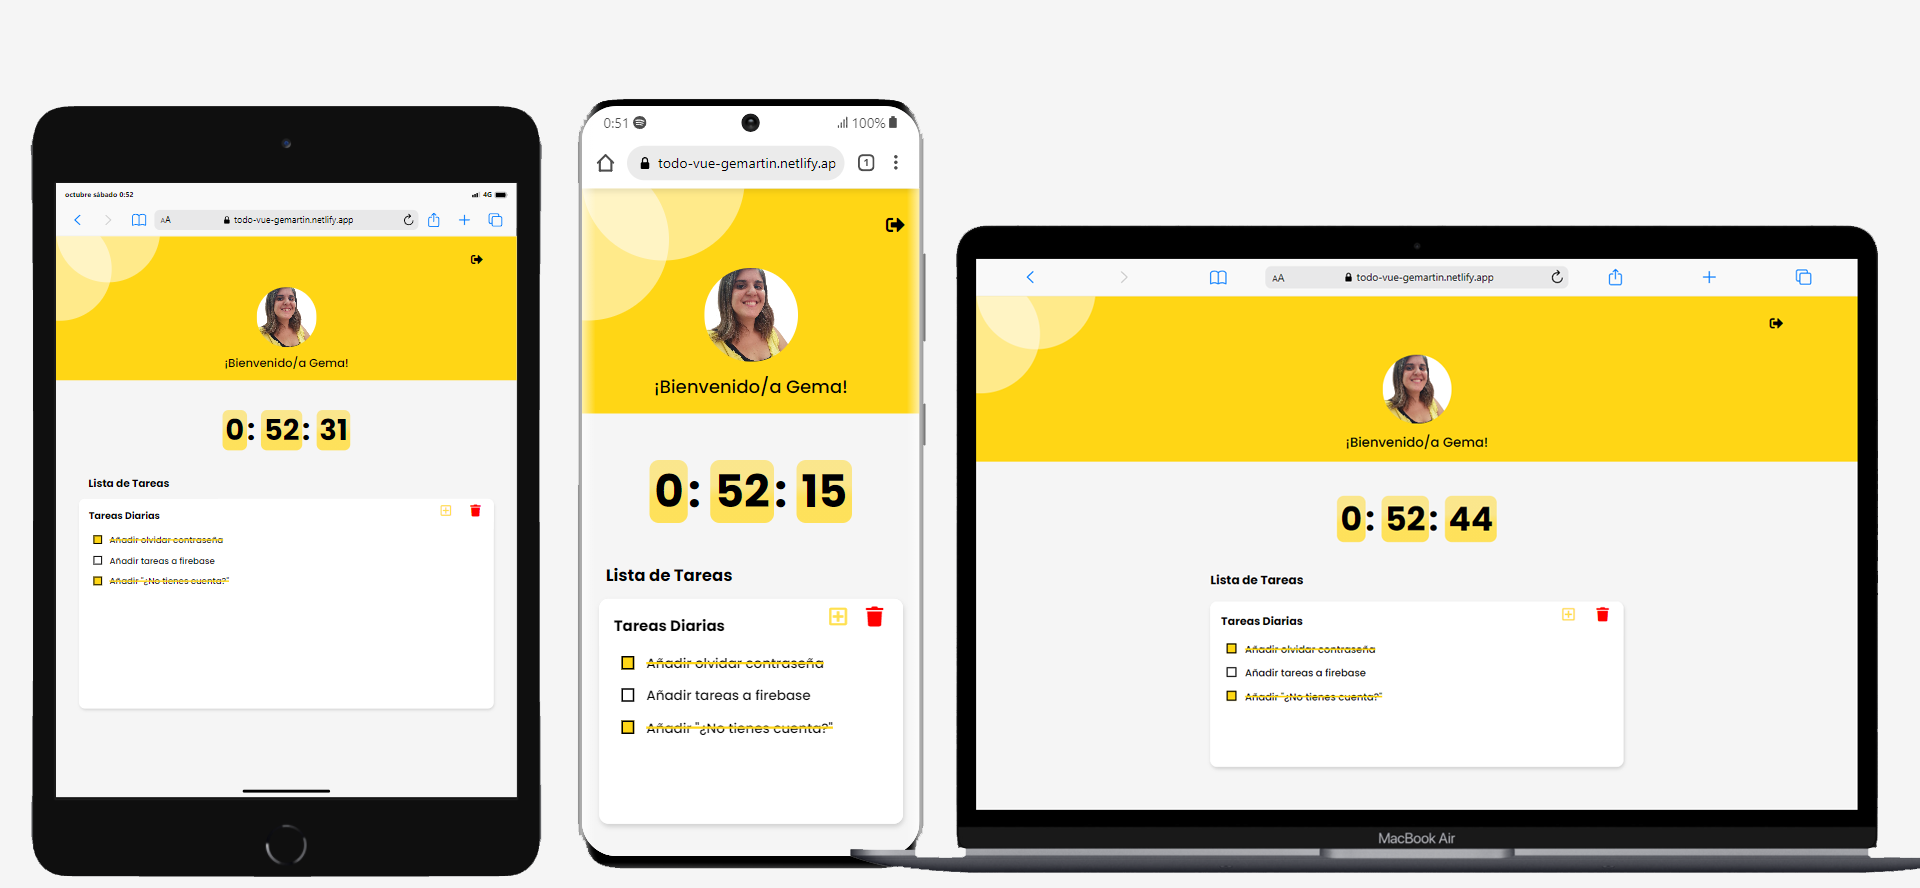 octubre sábado 0:52
4G
AA
todo-vue-gemartin.netlify.app
¡Bienvenido/a Gema!
0: 52: 31
Lista de Tareas
Tareas Diarias
Añadir olvidar contraseña
Añadir tareas a firebase
Añadir "¿No tienes cuenta?"
0:51
100%
todo-vue-gemartin.netlify.ap
1
¡Bienvenido/a Gema!
0: 52: 15
Lista de Tareas
Tareas Diarias
Añadir olvidar contraseña
Añadir tareas a firebase
Añadir "¿No tienes cuenta?"
AA
todo-vue-gemartin.netlify.app
¡Bienvenido/a Gema!
0: 52: 44
Lista de Tareas
Tareas Diarias
Añadir olvidar contraseña
Añadir tareas a firebase
Añadir "¿No tienes cuenta?"
MacBook Air